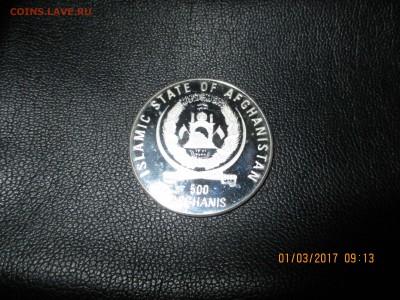 COINS.LAVE.RU
ISLAMIC STATE OF AFGHANISTAN
500
AFGHANIS
01/03/2017 09:13